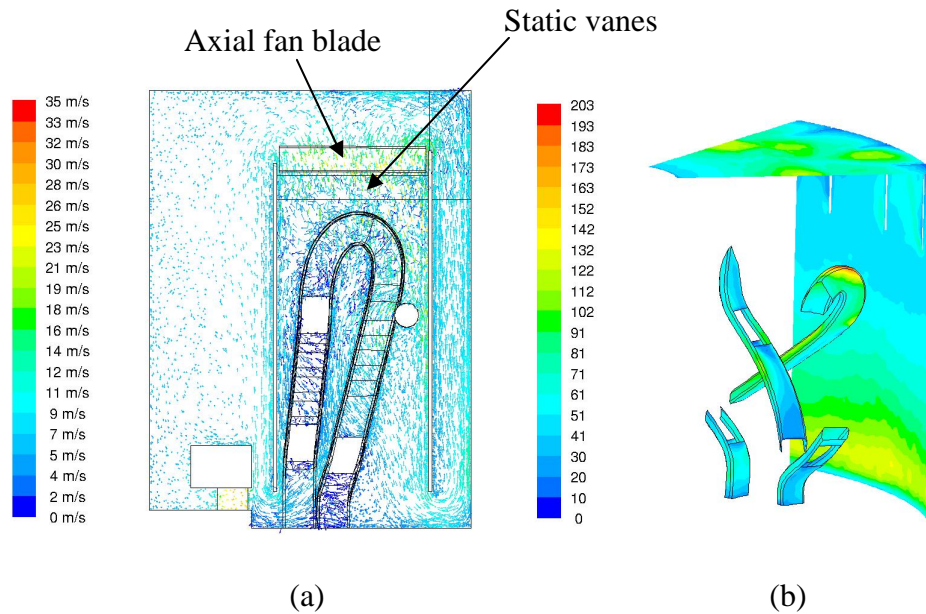 Axial fan blade
Static vanes
35 m/s
33 m/s
32 m/s
30 m/s
28 m/s
26 m/s
25 m/s
23 m/s
21 m/s
19 m/s
18 m/s
16 m/s
14 m/s
12 m/s
11 m/s
9 m/s
7 m/s
5 m/s
4 m/s
2 m/s
0 m/s
203
193
183
173
163
152
142
132
122
112
102
91
81
71
61
51
41
30
20
10
0
(a)
(b)